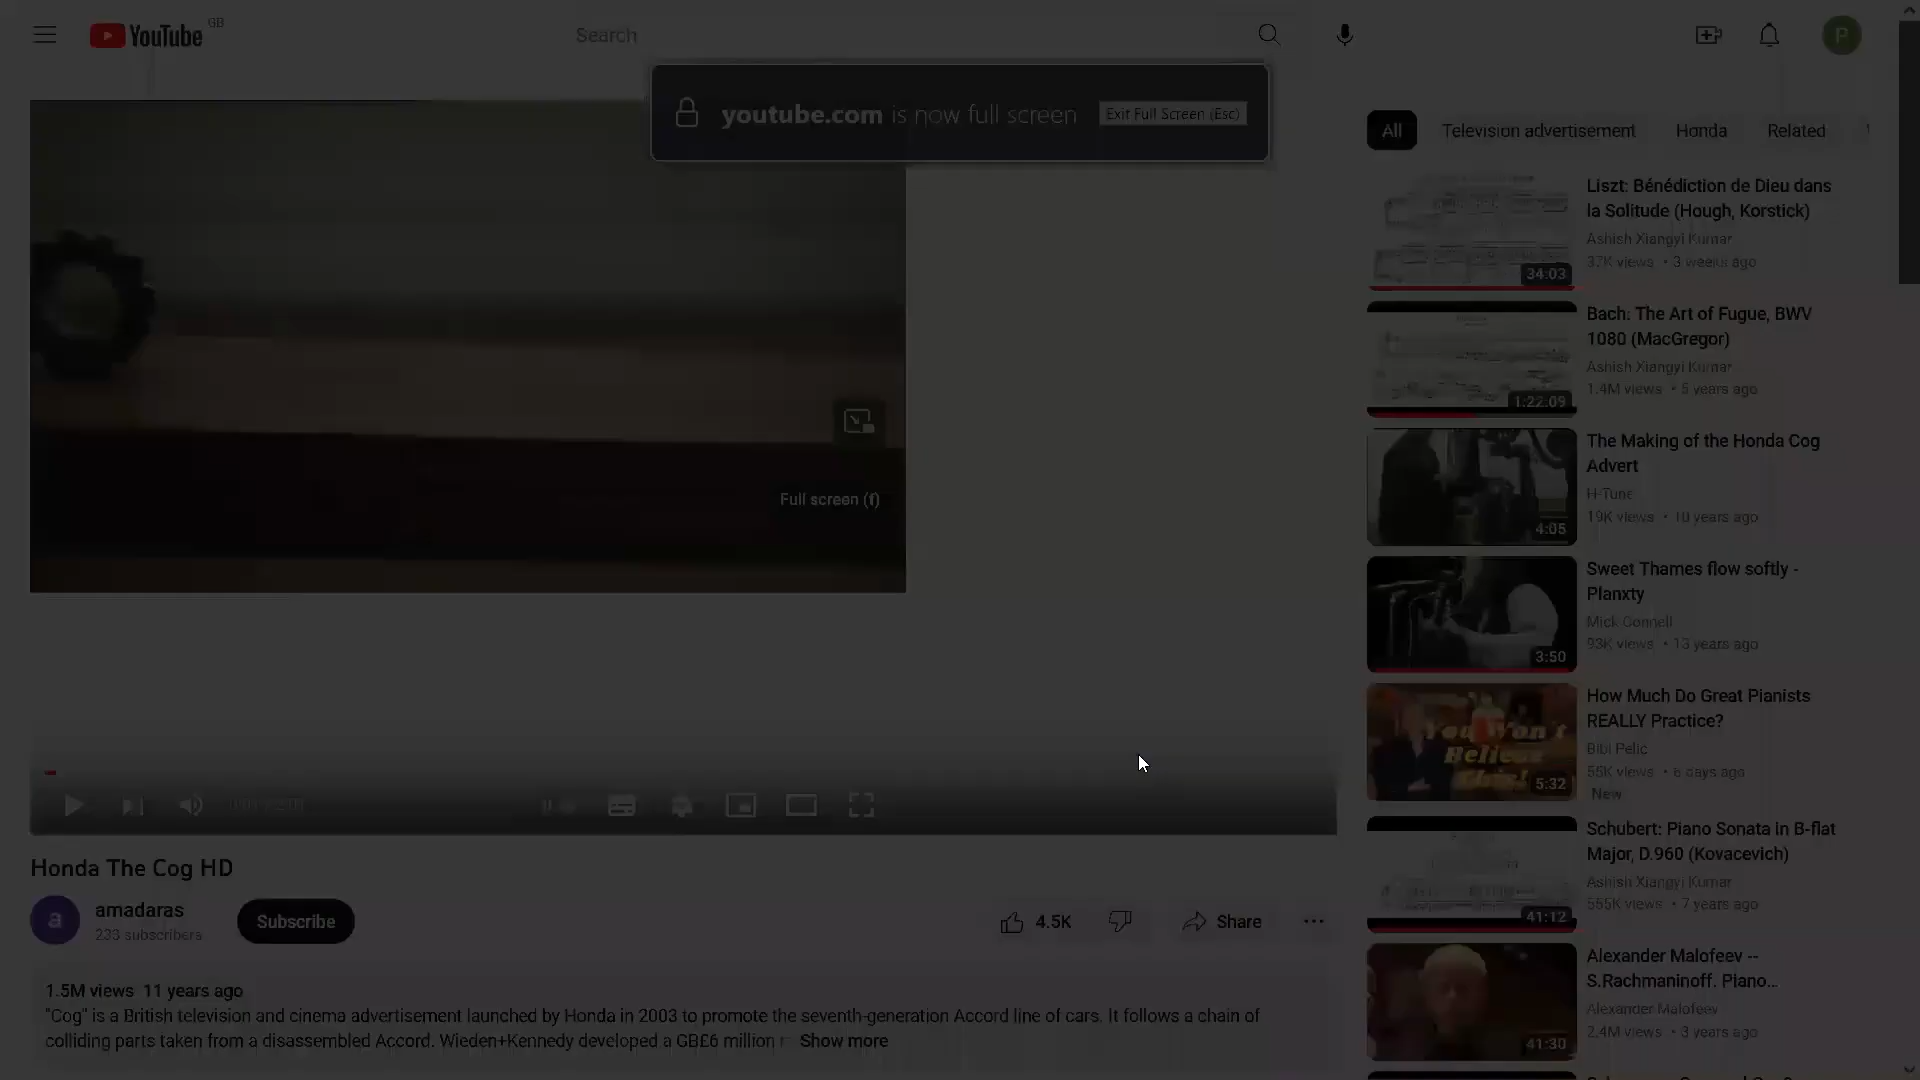 YouTube GB
Search
P
youtube.com is now full screen
Exit Full Screen (Esc)
Full screen (f)
Honda The Cog HD
a
amadaras
233 subscribers
Subscribe
4.5K
Share
1.5M views 11 years ago
"Cog" is a British television and cinema advertisement launched by Honda in 2003 to promote the seventh-generation Accord line of cars. It follows a chain of
colliding parts taken from a disassembled Accord. Wieden+Kennedy developed a GB£6 million
Show more
All
Television advertisement
Honda
Related
34:03
Liszt: Bénédiction de Dieu dans
la Solitude (Hough, Korstick)
Ashish Xiangyi Kumar
37K views • 3 weeks ago
1:22:09
Bach: The Art of Fugue, BWV
1080 (MacGregor)
Ashish Xiangyi Kumar
1.4M views • 5 years ago
4:05
The Making of the Honda Cog
Advert
H-Tune
19K views • 10 years ago
3:50
Sweet Thames flow softly -
Planxty
Mick Connell
93K views • 13 years ago
You Won't
Believe
This!
5:32
How Much Do Great Pianists
REALLY Practice?
Bibi Pelic
55K views • 6 days ago
New
41:12
Schubert: Piano Sonata in B-flat
Major, D.960 (Kovacevich)
Ashish Xiangyi Kumar
555K views • 7 years ago
41:30
Alexander Malofeev --
S.Rachmaninoff. Piano...
Alexander Malofeev
2.4M views • 3 years ago